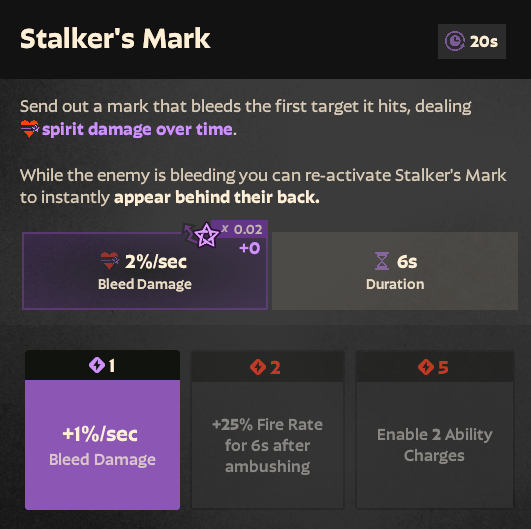 Stalker's Mark
20s
Send out a mark that bleeds the first target it hits, dealing
spirit damage over time.
While the enemy is bleeding you can re-activate Stalker's Mark
to instantly appear behind their back.
x 0.02
+0
2%/sec
Bleed Damage
6s
Duration
1
+1%/sec
Bleed Damage
2
+25% Fire Rate
for 6s after
ambushing
5
Enable 2 Ability
Charges